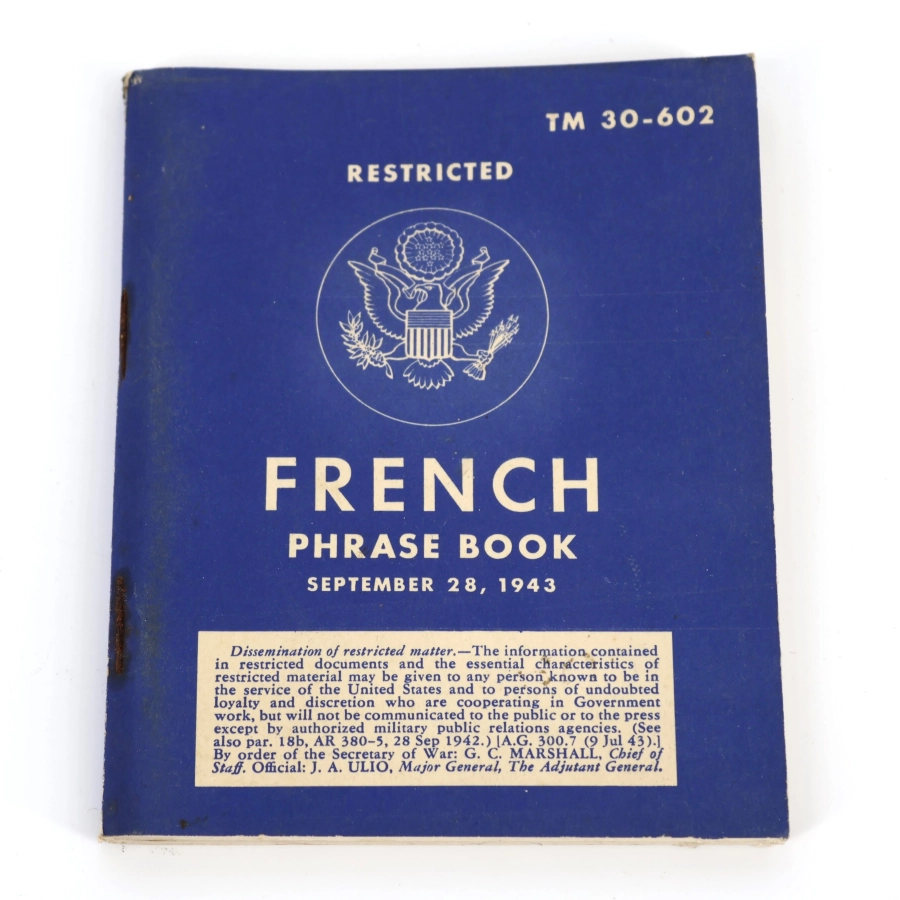 TM 30-602
RESTRICTED
FRENCH
PHRASE BOOK
SEPTEMBER 28, 1943
Dissemination of restricted matter.—The information contained
in restricted documents and the essential characteristics of
restricted material may be given to any person known to be in
the service of the United States and to persons of undoubted
loyalty and discretion who are cooperating in Government
work, but will not be communicated to the public or to the press
except by authorized military public relations agencies. (See
also par. 18b, AR 380-5, 28 Sep 1942.) [A.G. 300.7 (9 Jul 43).]
By order of the Secretary of War: G. C. MARSHALL, Chief of
Staff. Official: J. A. ULIO, Major General, The Adjutant General.